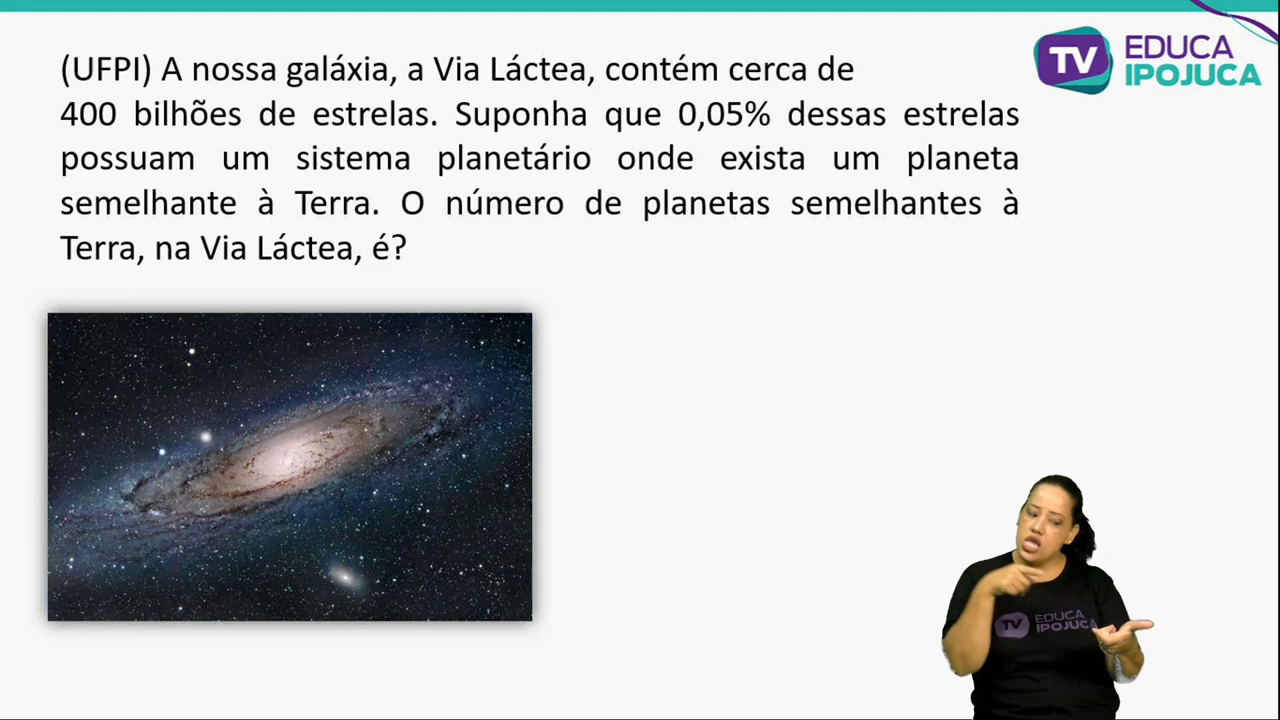 (UFPI) A nossa galáxia, a Via Láctea, contém cerca de
400 bilhões de estrelas. Suponha que 0,05% dessas estrelas
possuam um sistema planetário onde exista um planeta
semelhante à Terra. O número de planetas semelhantes à
Terra, na Via Láctea, é?
TV EDUCA
IPOJUCA
TV EDUCA
IPOJUCA